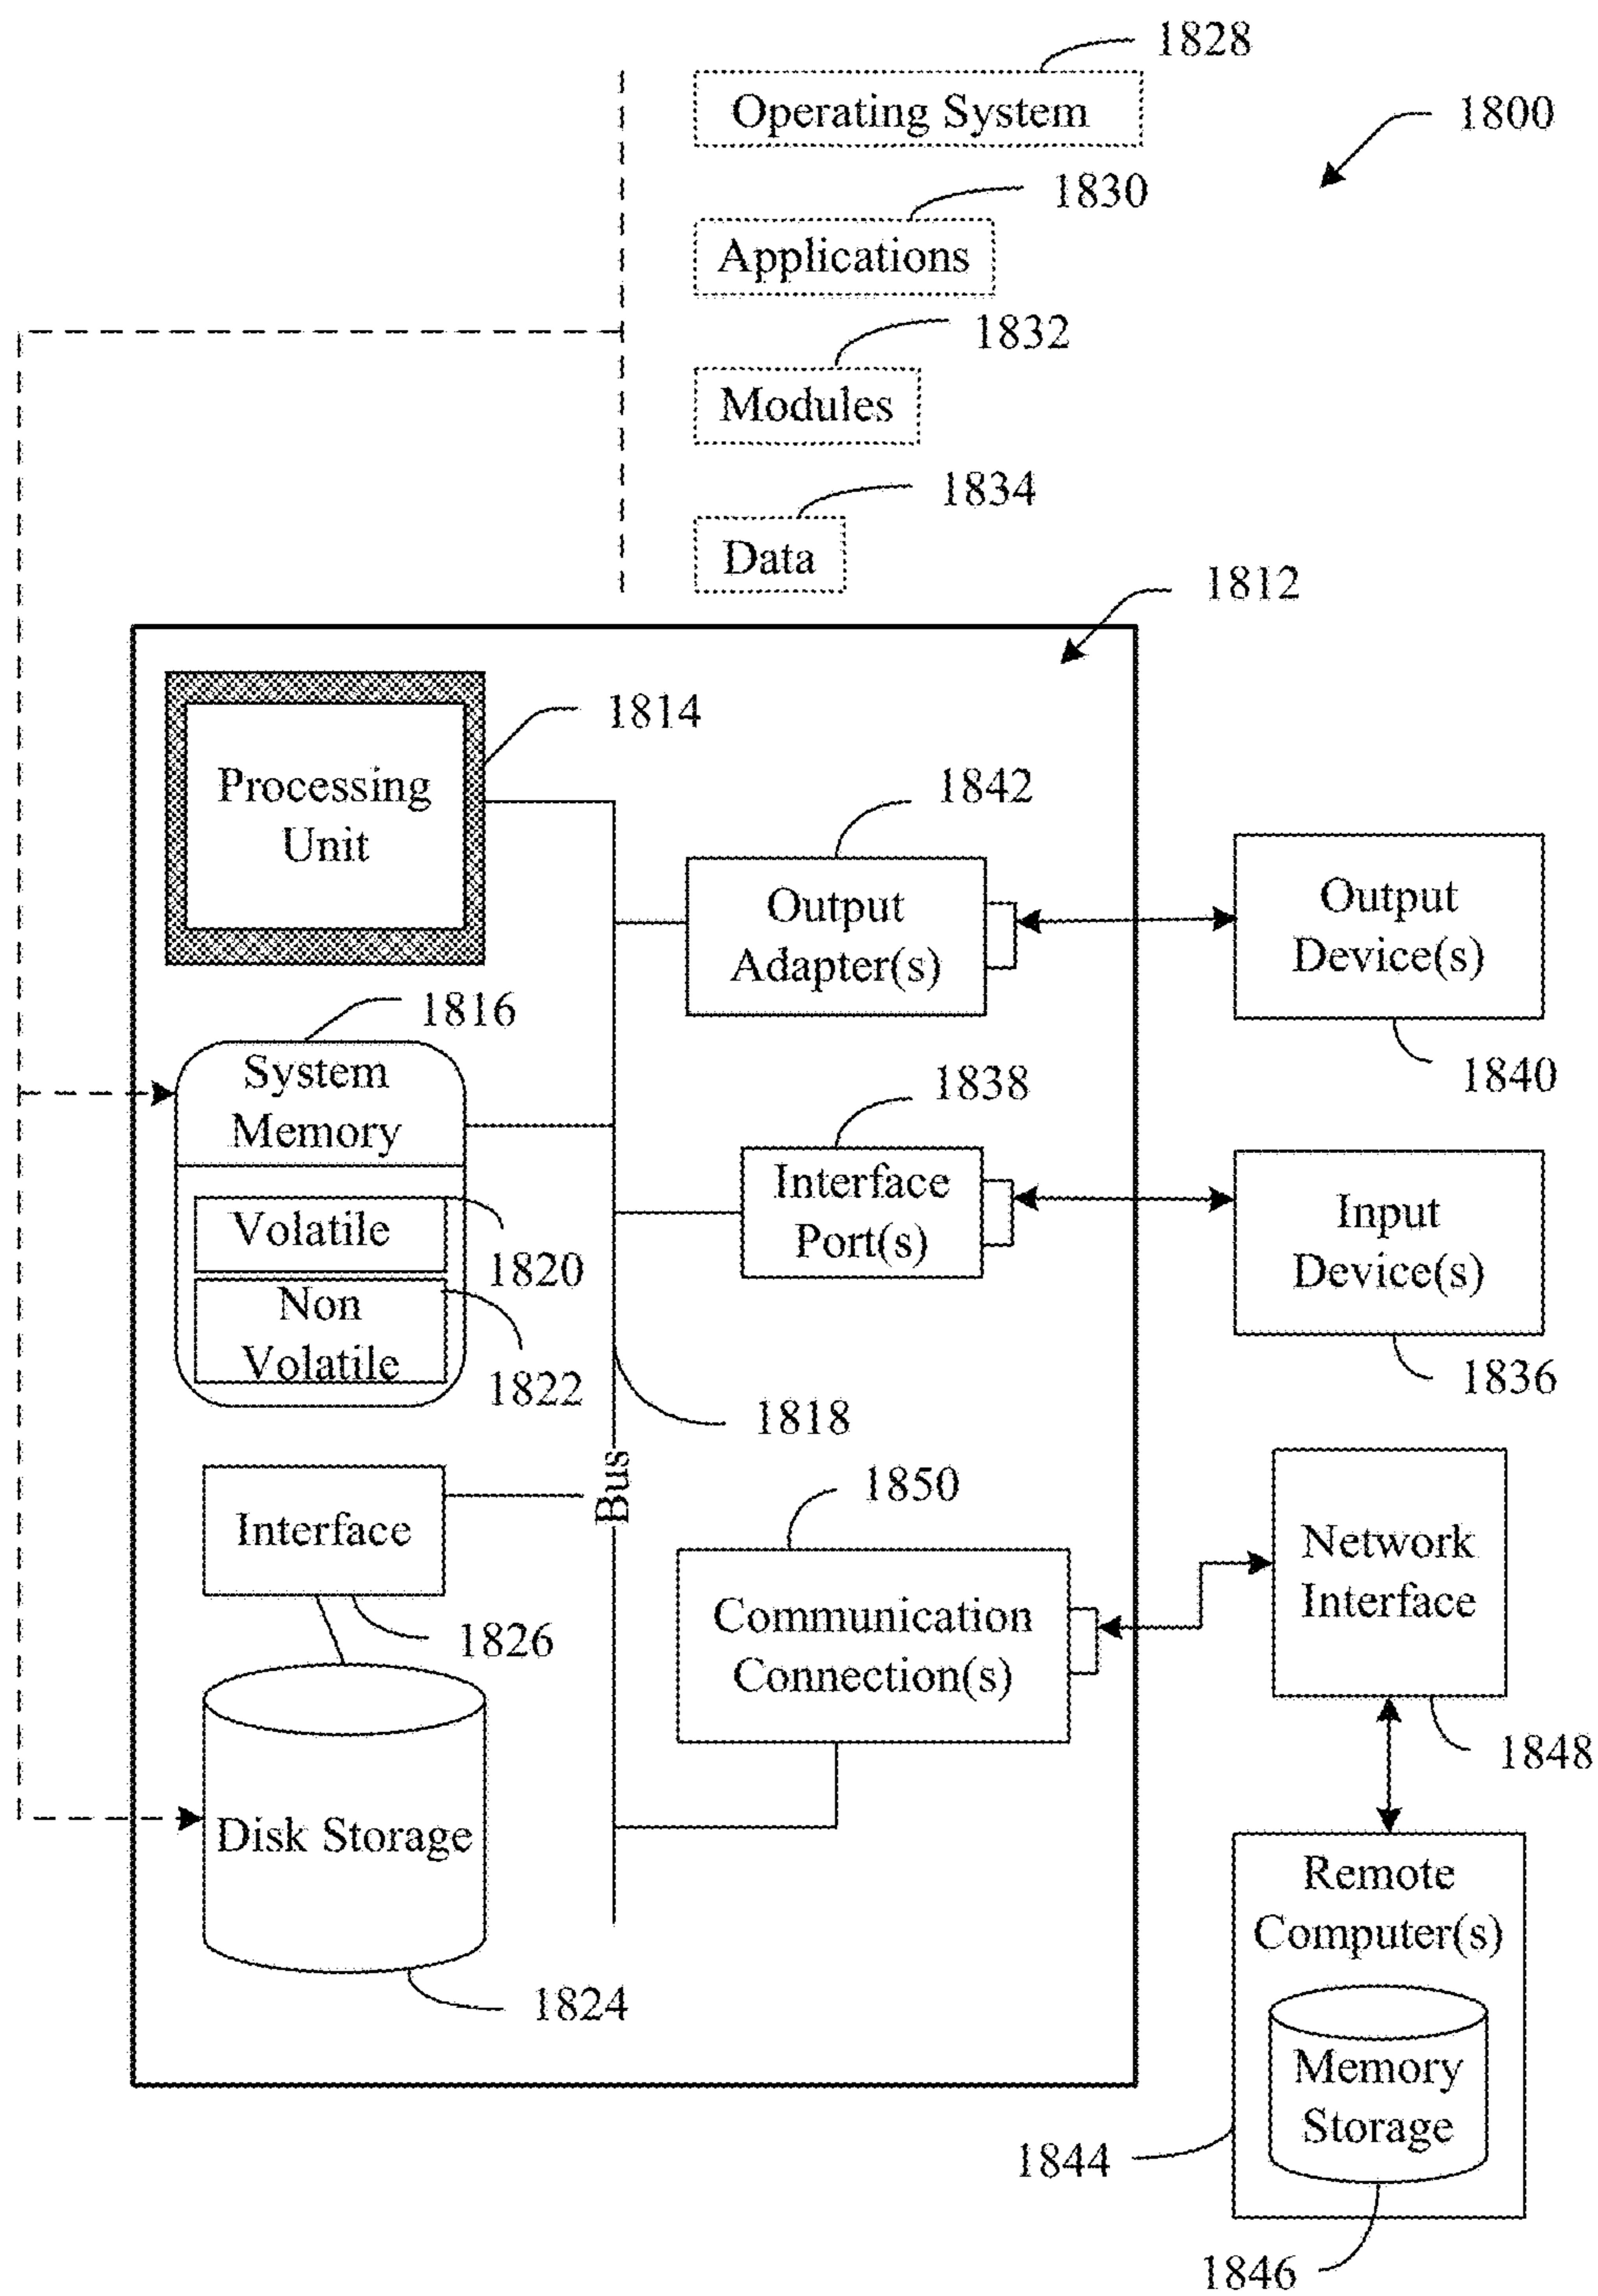 1828
Operating System
1800
1830
Applications
1832
Modules
1834
Data
1812
1814
Processing
Unit
1842
Output
Adapter(s)
Output
Device(s)
1840
1816
System
Memory
1838
Interface
Port(s)
Input
Device(s)
1836
Volatile
1820
Non
Volatile
1822
1818
Bus
1850
Interface
1826
Communication
Connection(s)
Network
Interface
1848
Disk Storage
1824
Remote
Computer(s)
Memory
Storage
1844
1846